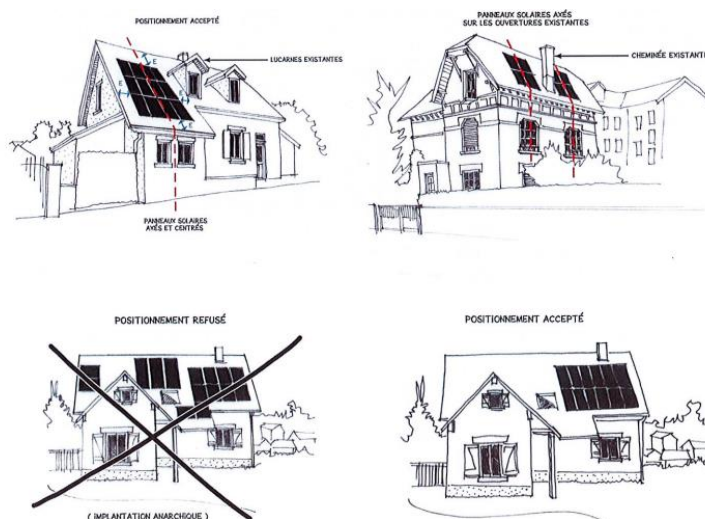 POSITIONNEMENT ACCEPTÉ
LUCARNES EXISTANTES
E
E
E
E
PANNEAUX SOLAIRES
AXÉS ET CENTRÉS
PANNEAUX SOLAIRES AXÉS
SUR LES OUVERTURES EXISTANTES
CHEMINÉE EXISTANTE
POSITIONNEMENT REFUSÉ
( IMPLANTATION ANARCHIQUE )
POSITIONNEMENT ACCEPTÉ